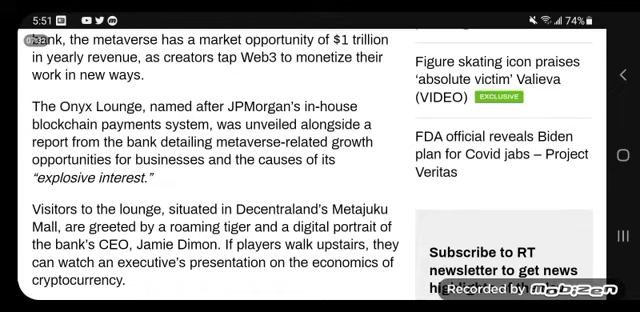 5:51
74%
bank, the metaverse has a market opportunity of $1 trillion
in yearly revenue, as creators tap Web3 to monetize their
work in new ways.
The Onyx Lounge, named after JPMorgan's in-house
blockchain payments system, was unveiled alongside a
report from the bank detailing metaverse-related growth
opportunities for businesses and the causes of its
“explosive interest.”
Visitors to the lounge, situated in Decentraland's Metajuku
Mall, are greeted by a roaming tiger and a digital portrait of
the bank's CEO, Jamie Dimon. If players walk upstairs, they
can watch an executive's presentation on the economics of
cryptocurrency.
Figure skating icon praises
‘absolute victim’ Valieva
(VIDEO) EXCLUSIVE
FDA official reveals Biden
plan for Covid jabs – Project
Veritas
Subscribe to RT
newsletter to get news
Recorded by Mobizen